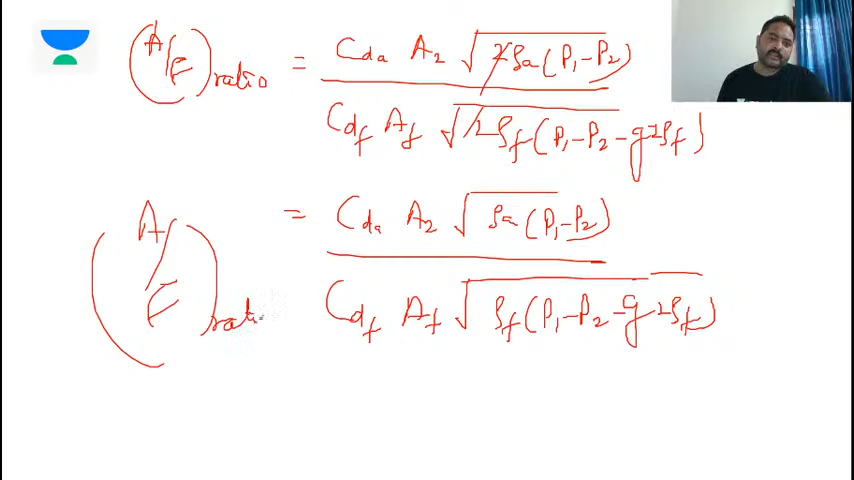 (A/F)ratio = Cda A2 √2ρa(P1-P2)
Cdf Af √2ρf(P1-P2-gzρf)
(A/F)ratio = Cda A2 √ρa(P1-P2)
Cdf Af √ρf(P1-P2-gzρf)